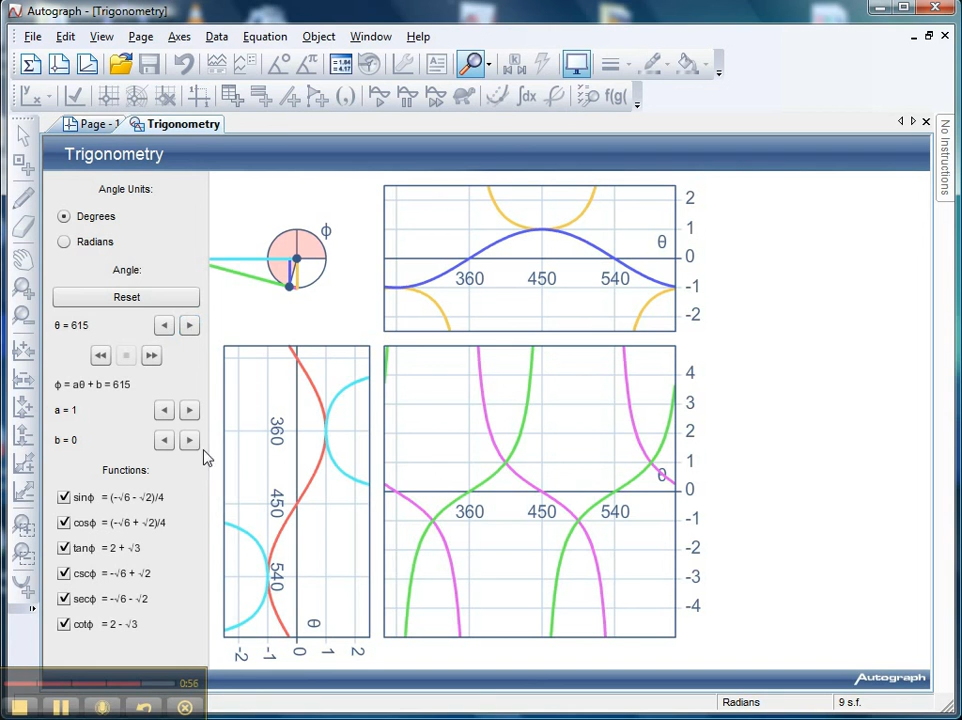 Autograph - [Trigonometry]
File Edit View Page Axes Data Equation Object Window Help
Page - 1 Trigonometry
Trigonometry
No Instructions
Angle Units:
Degrees
Radians
Angle:
Reset
θ = 615
ϕ = aθ + b = 615
a = 1
b = 0
Functions:
sinϕ = (-√6 - √2)/4
cosϕ = (-√6 + √2)/4
tanϕ = 2 + √3
cscϕ = -√6 + √2
secϕ = -√6 - √2
cotϕ = 2 - √3
ϕ
2
1
θ
0
360 450 540
-1
-2
360
450
540
θ
-2 -1 0 1 2
4
3
2
1
θ
0
360 450 540
-1
-2
-3
-4
0:56
Autograph
Radians 9 s.f.